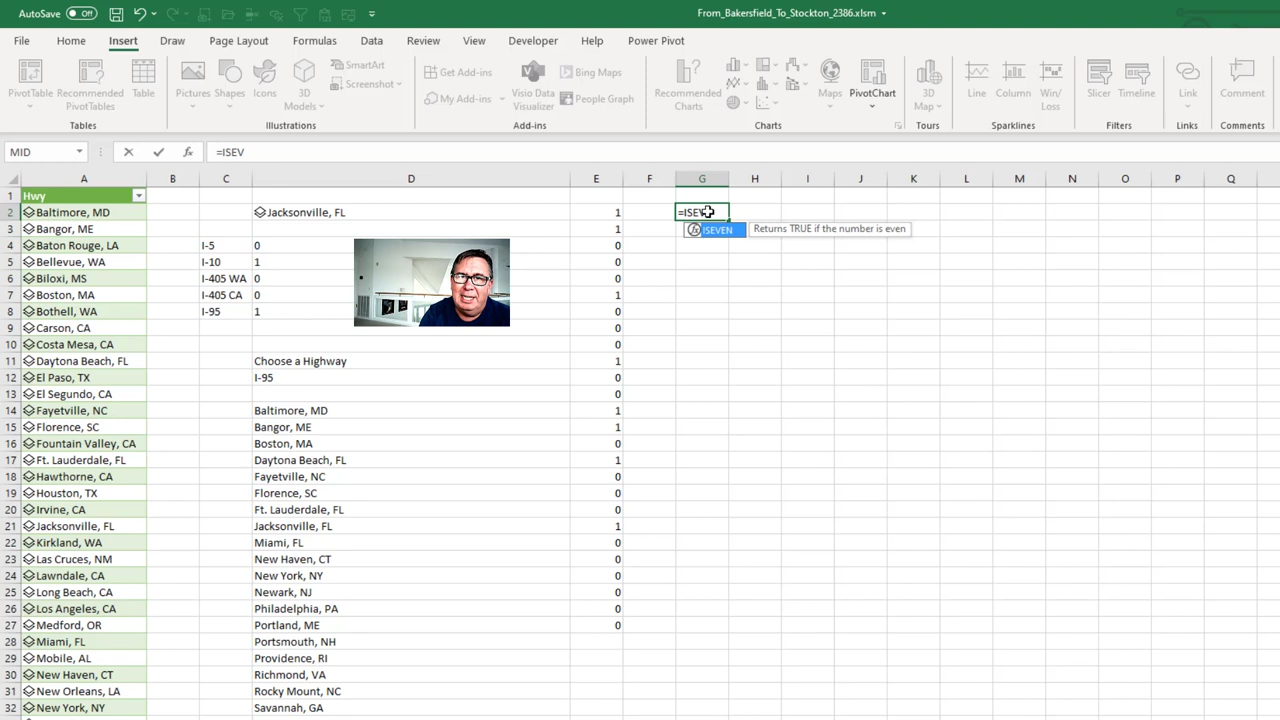 AutoSave Off From_Bakersfield_To_Stockton_2386.xlsm
File Home Insert Draw Page Layout Formulas Data Review View Developer Help Power Pivot
PivotTable Recommended PivotTables Table Pictures Shapes Icons 3D Models SmartArt Screenshot Get Add-ins My Add-ins Visio Data Visualizer Bing Maps People Graph Recommended Charts Maps PivotChart 3D Map Line Column Win/Loss Slicer Timeline Link Comment
Tables Illustrations Add-ins Charts Tours Sparklines Filters Links Comments
MID fx =ISEV
A B C D E F G H I J K L M N O P Q
1 Hwy
2 Baltimore, MD Jacksonville, FL 1 =ISEV
3 Bangor, ME 1 ISEVEN Returns TRUE if the number is even
4 Baton Rouge, LA I-5 0 0
5 Bellevue, WA I-10 1 0
6 Biloxi, MS I-405 WA 0 0
7 Boston, MA I-405 CA 0 1
8 Bothell, WA I-95 1 0
9 Carson, CA 0
10 Costa Mesa, CA 0
11 Daytona Beach, FL Choose a Highway 1
12 El Paso, TX I-95 0
13 El Segundo, CA 0
14 Fayetville, NC Baltimore, MD 1
15 Florence, SC Bangor, ME 1
16 Fountain Valley, CA Boston, MA 0
17 Ft. Lauderdale, FL Daytona Beach, FL 1
18 Hawthorne, CA Fayetville, NC 0
19 Houston, TX Florence, SC 0
20 Irvine, CA Ft. Lauderdale, FL 0
21 Jacksonville, FL Jacksonville, FL 1
22 Kirkland, WA Miami, FL 0
23 Las Cruces, NM New Haven, CT 0
24 Lawndale, CA New York, NY 0
25 Long Beach, CA Newark, NJ 0
26 Los Angeles, CA Philadelphia, PA 0
27 Medford, OR Portland, ME 0
28 Miami, FL Portsmouth, NH
29 Mobile, AL Providence, RI
30 New Haven, CT Richmond, VA
31 New Orleans, LA Rocky Mount, NC
32 New York, NY Savannah, GA